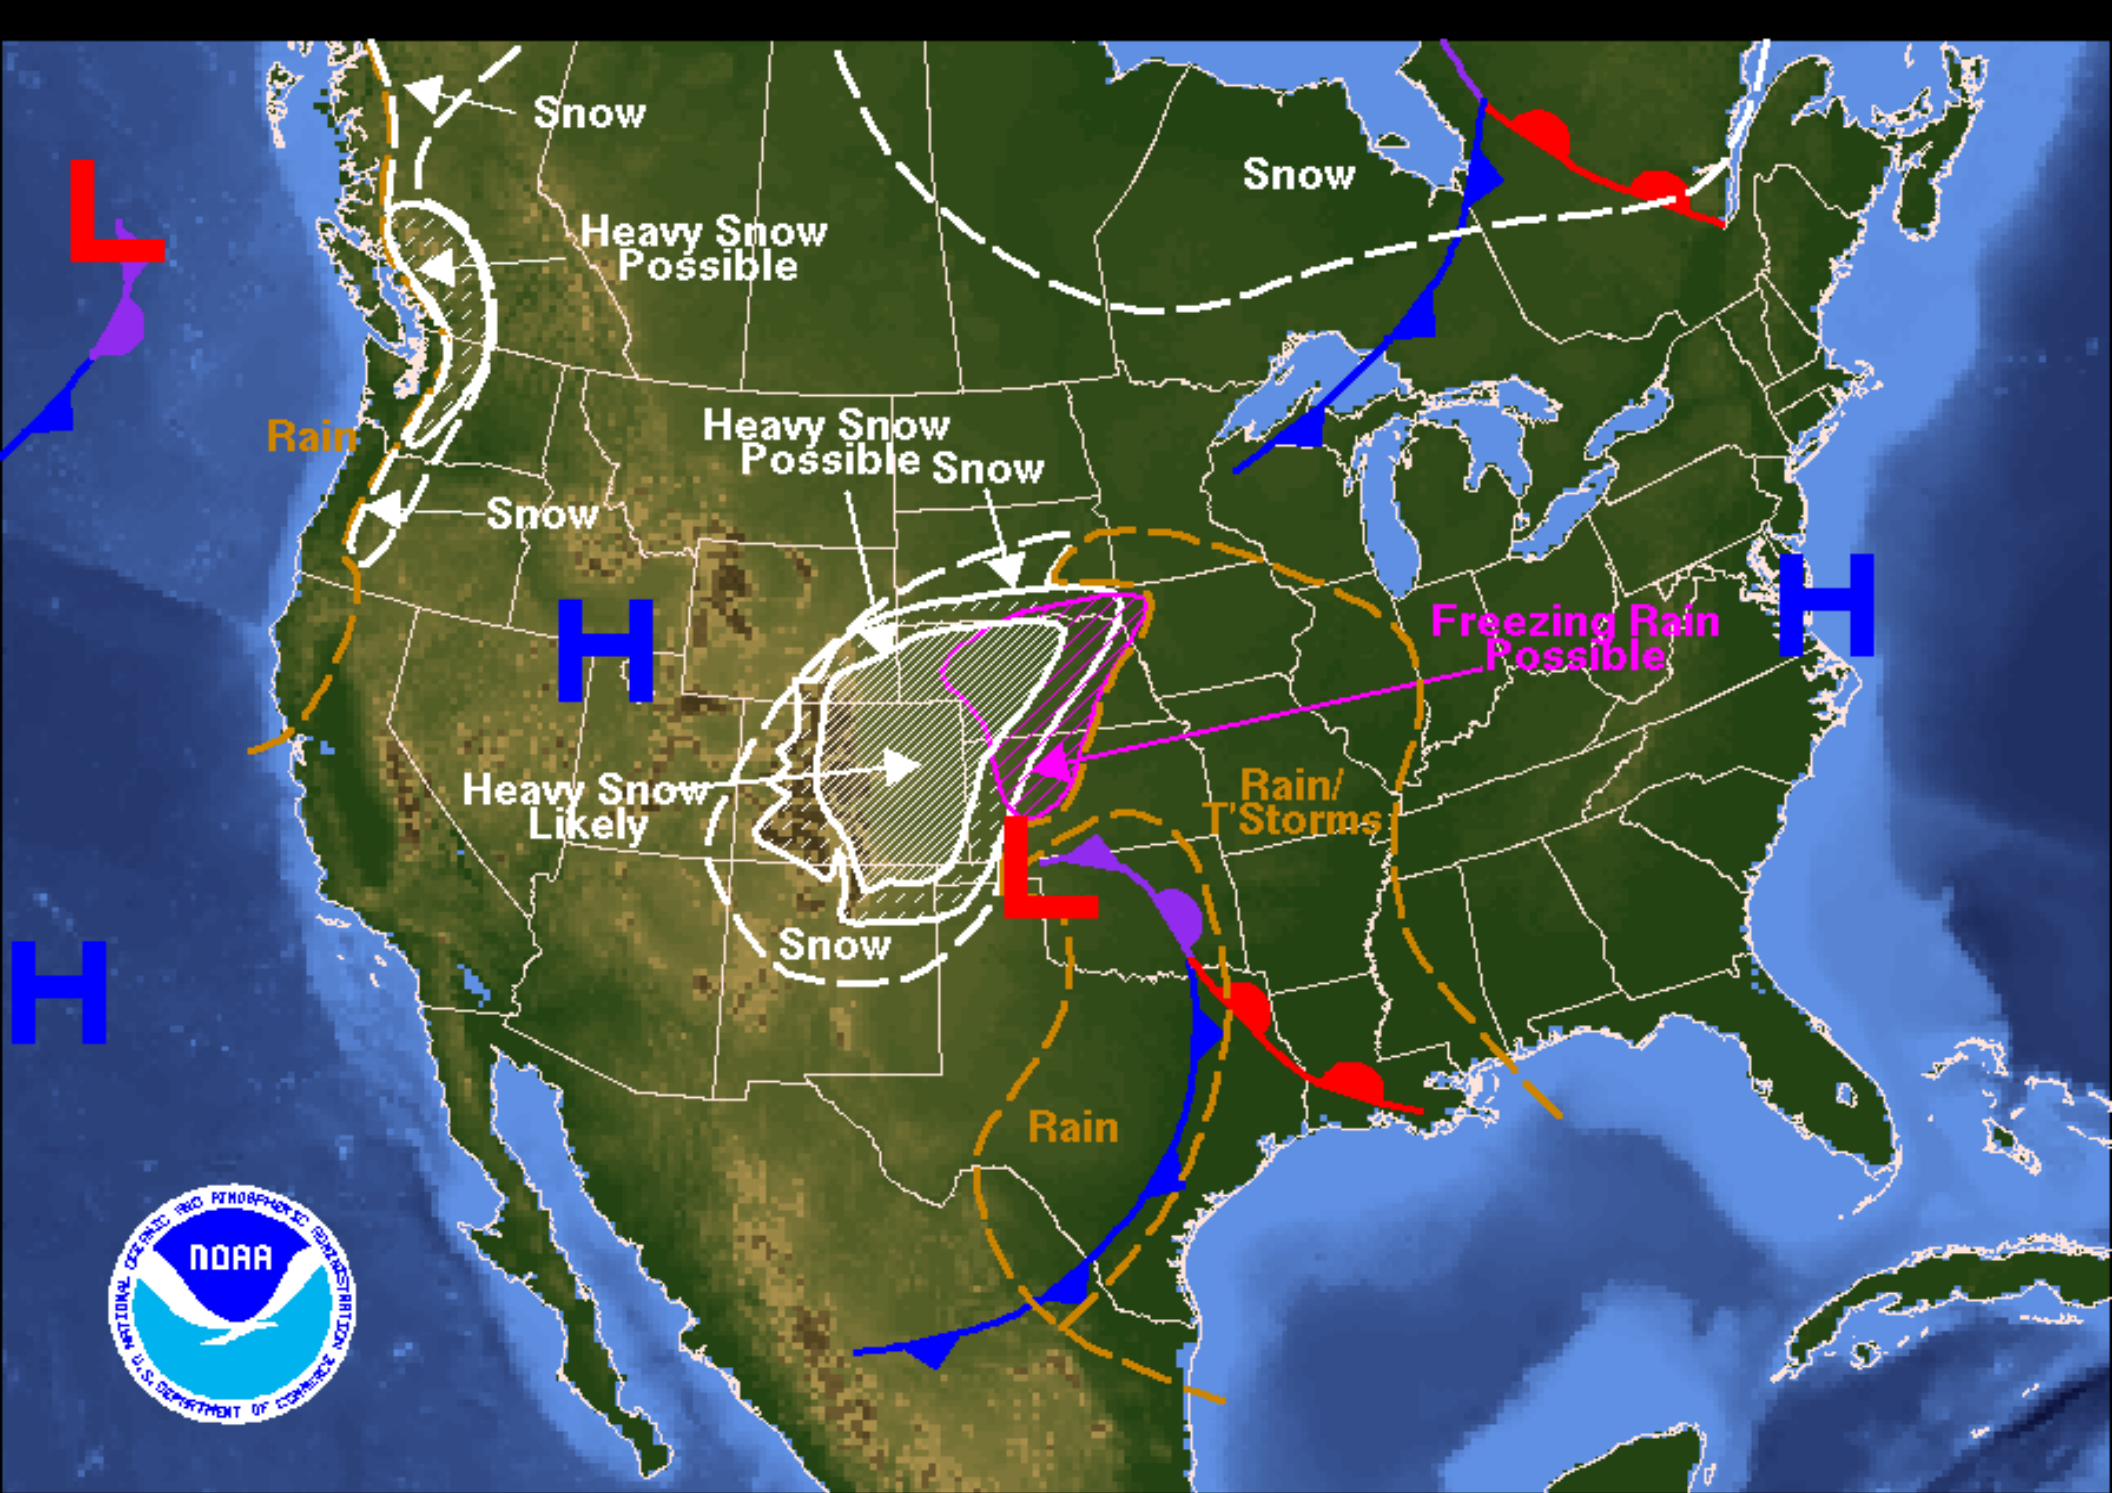 Snow
Snow
L
Heavy Snow
Possible
Heavy Snow
Possible
Snow
Rain
Snow
H
H
Freezing Rain
Possible
Heavy Snow
Likely
Rain/
T'Storms
L
Snow
H
Rain
NOAA
NATIONAL OCEANIC AND ATMOSPHERIC ADMINISTRATION
U.S. DEPARTMENT OF COMMERCE